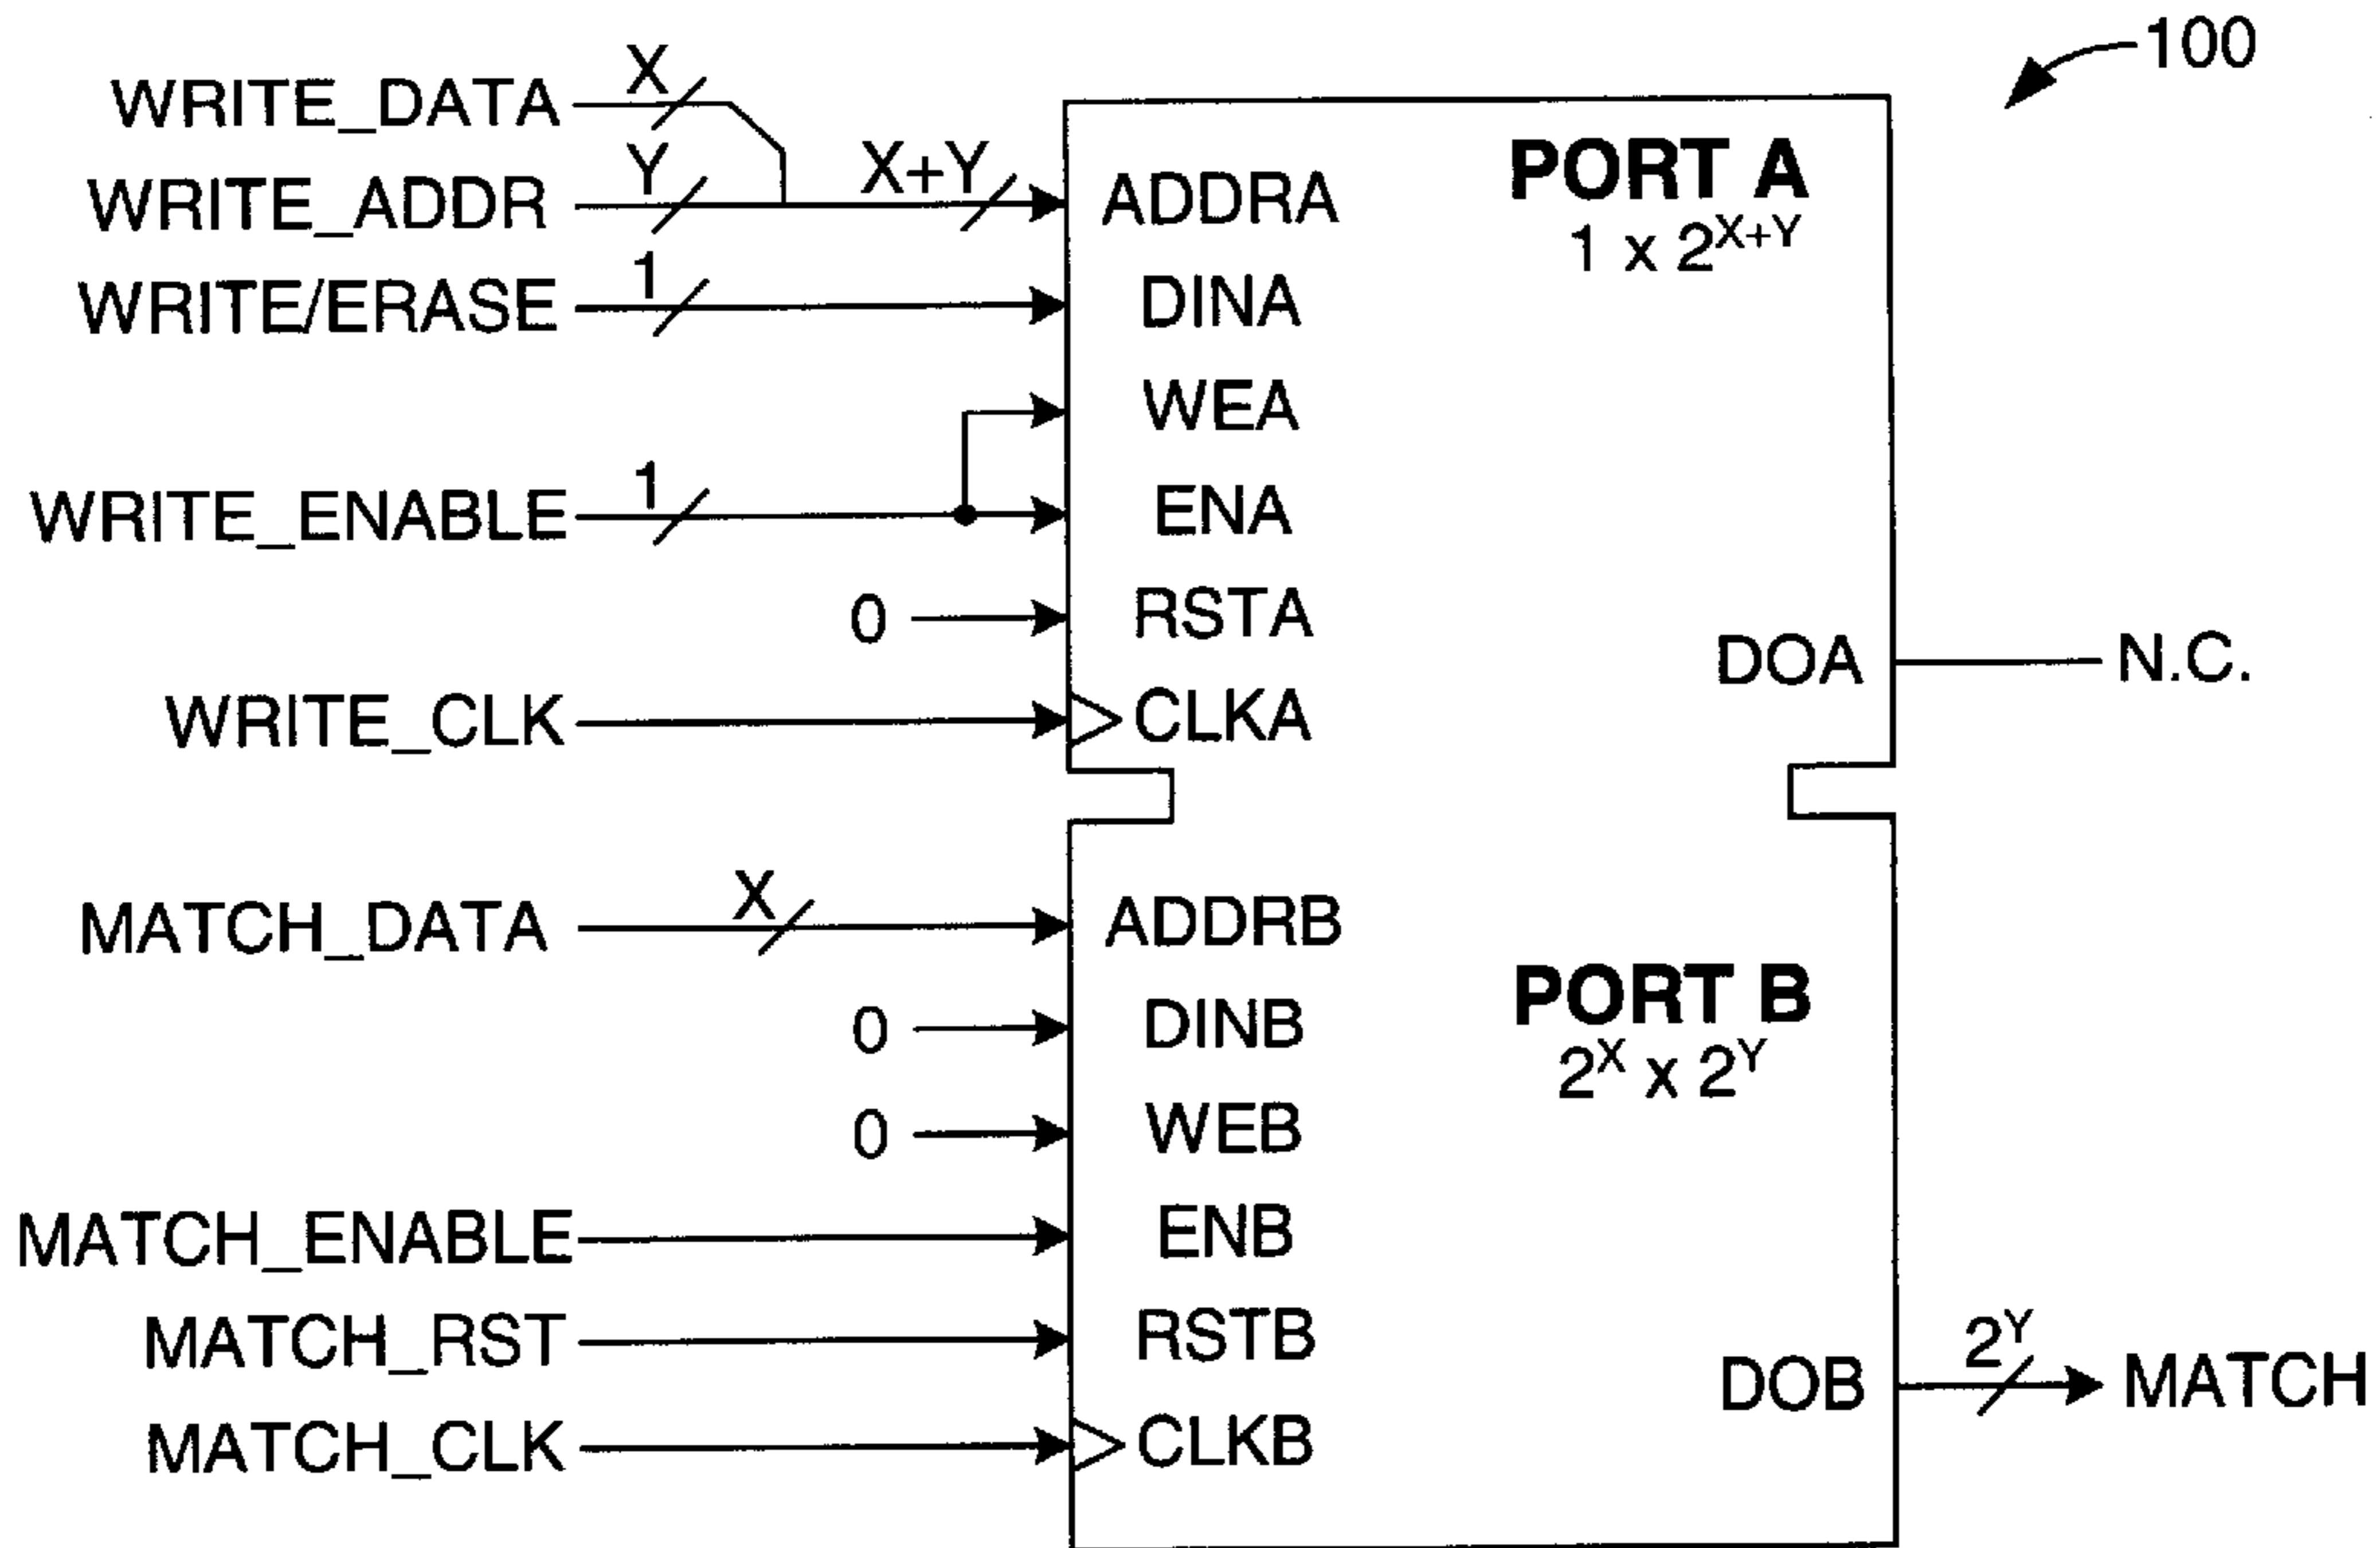 100
WRITE_DATA X
WRITE_ADDR Y X+Y ADDRA
PORT A
1 x 2^X+Y
WRITE/ERASE 1 DINA
WEA
WRITE_ENABLE 1 ENA
0 RSTA
DOA N.C.
WRITE_CLK CLKA
MATCH_DATA X ADDRB
PORT B
2^X x 2^Y
0 DINB
0 WEB
MATCH_ENABLE ENB
MATCH_RST RSTB
DOB 2^Y MATCH
MATCH_CLK CLKB